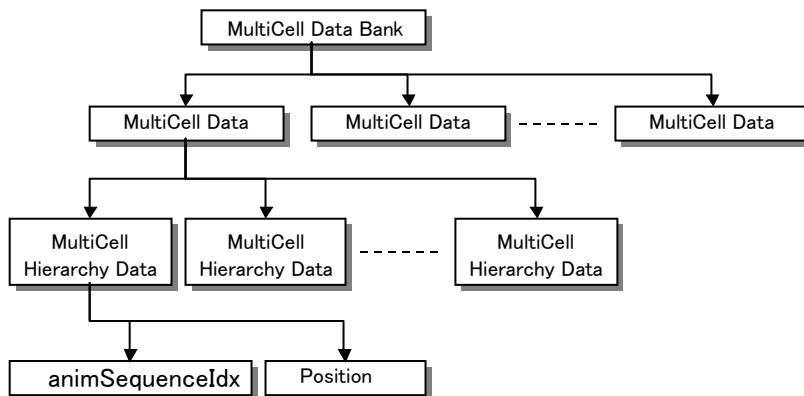 MultiCell Data Bank
MultiCell Data
MultiCell Data
MultiCell Data
MultiCell
Hierarchy Data
MultiCell
Hierarchy Data
MultiCell
Hierarchy Data
animSequenceIdx
Position